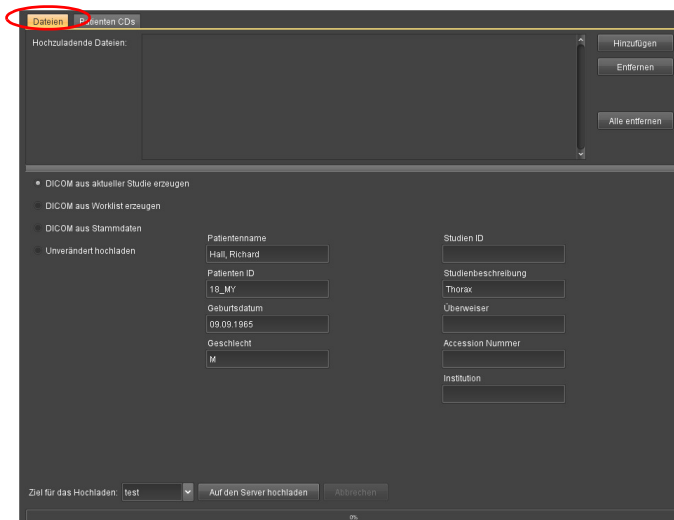 Dateien Patienten CDs
Hochzuladende Dateien:
Hinzufügen
Entfernen
Alle entfernen
DICOM aus aktueller Studie erzeugen
DICOM aus Worklist erzeugen
DICOM aus Stammdaten
Unverändert hochladen
Patientenname
Hall, Richard
Patienten ID
18_MY
Geburtsdatum
09.09.1965
Geschlecht
M
Studien ID
Studienbeschreibung
Thorax
Überweiser
Accession Nummer
Institution
Ziel für das Hochladen: test Auf den Server hochladen Abbrechen
0%